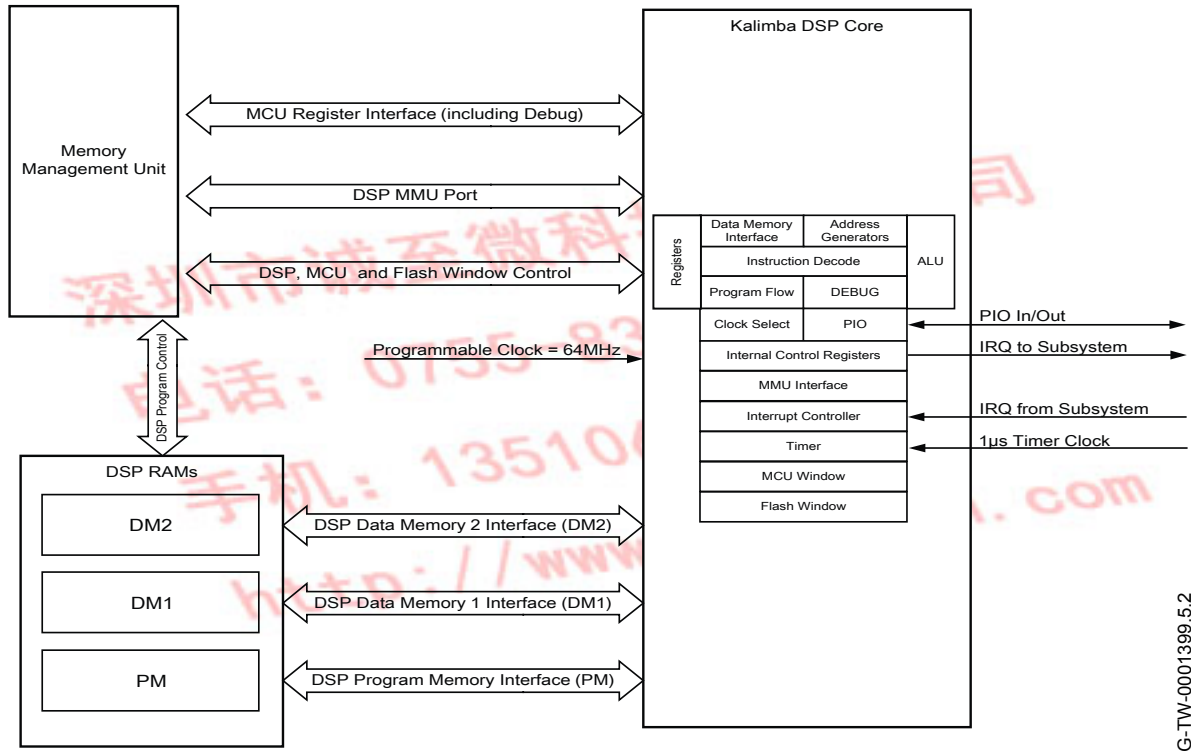 Kalimba DSP Core
Memory
Management Unit
MCU Register Interface (including Debug)
DSP MMU Port
DSP, MCU and Flash Window Control
Registers
Data Memory
Interface
Address
Generators
ALU
Instruction Decode
Program Flow
DEBUG
Clock Select
PIO
Internal Control Registers
MMU Interface
Interrupt Controller
Timer
MCU Window
Flash Window
PIO In/Out
IRQ to Subsystem
IRQ from Subsystem
1µs Timer Clock
Programmable Clock = 64MHz
DSP Program Control
DSP RAMs
DM2
DM1
PM
DSP Data Memory 2 Interface (DM2)
DSP Data Memory 1 Interface (DM1)
DSP Program Memory Interface (PM)
G-TW-0001399.5.2
深圳市诚至微科
司
电话：0755-83
手机：13510
http://www
.com